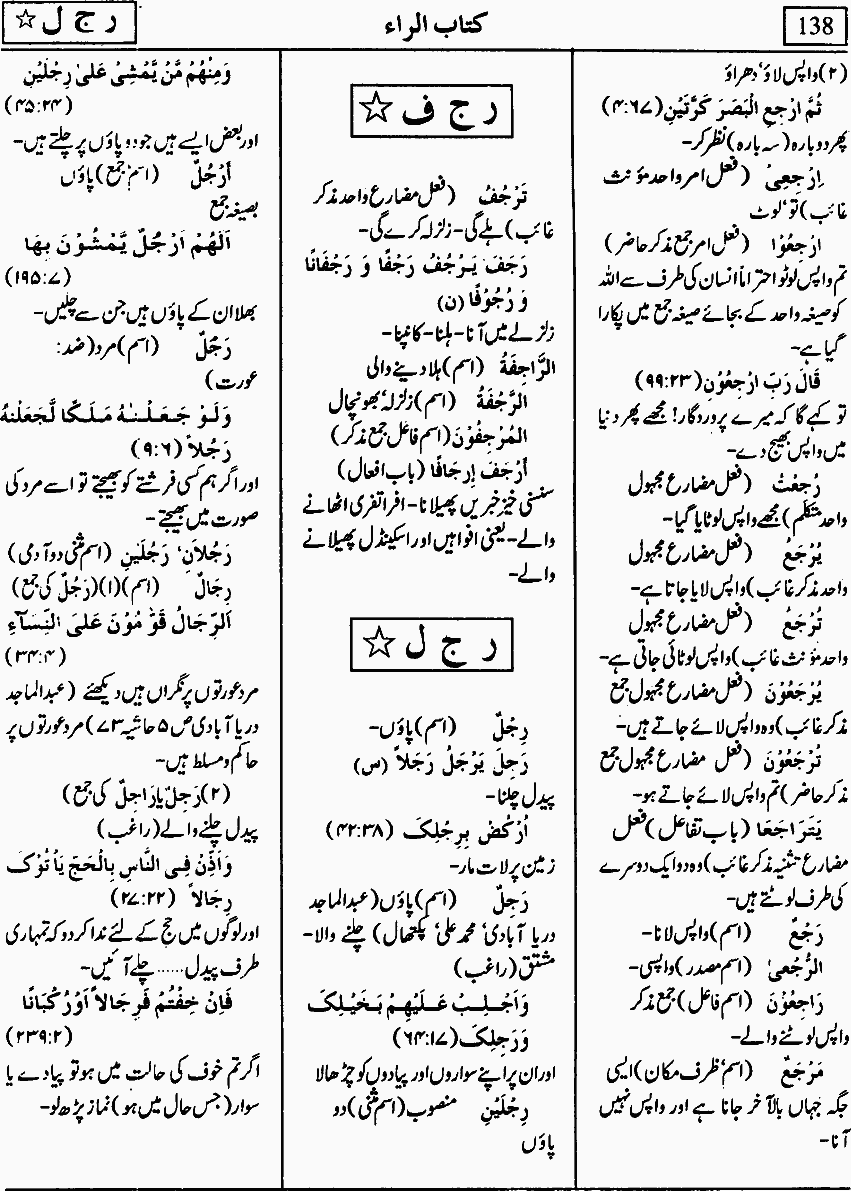 138
کتاب الراء
ر ج ل ☆
(۲) واپس لاؤ’ دھراؤ
ثُمَّ ارْجِعِ الْبَصَرَ كَرَّتَيْنِ (۴:۶۷)
پھر دوبارہ (سہ بارہ) نظر کر-
اِرْجِعِیْ (فعل امر واحد مؤنث
غائب) تو’ لوٹ
ارْجِعُوْا (فعل امر جمع مذکر حاضر)
تم واپس لوٹو احتراماً انسان کی طرف سے اللہ
کو صیغہ واحد کے بجائے صیغہ جمع میں پکارا
گیا ہے-
قَالَ رَبِّ ارْجِعُوْنِ (۹۹:۲۳)
تو کہے گا کہ میرے پروردگار! مجھے پھر دنیا
میں واپس بھیج دے-
رُجِعْتُ (فعل مضارع مجہول
واحد متکلم) مجھے واپس لوٹایا گیا-
يُرْجَعُ (فعل مضارع مجہول
واحد مذکر غائب) واپس لایا جاتا ہے-
تُرْجَعُ (فعل مضارع مجہول
واحد مؤنث غائب) واپس لوٹائی جاتی ہے-
يُرْجَعُوْنَ (فعل مضارع مجہول جمع
مذکر غائب) وہ واپس لائے جاتے ہیں-
تُرْجَعُوْنَ (فعل مضارع مجہول جمع
مذکر حاضر) تم واپس لائے جاتے ہو-
يَتَرَاجَعَا (باب تفاعل) فعل
مضارع تثنیہ مذکر غائب) وہ دو ایک دوسرے
کی طرف لوٹتے ہیں-
رَجْعٌ (اسم) واپس لانا-
الرُّجْعىٰ (اسم مصدر) واپسی-
رَاجِعُوْنَ (اسم فاعل) جمع مذکر
واپس لوٹنے والے-
مَرْجَعٌ (اسم’ ظرف مکان) ایسی
جگہ جہاں بالآخر جانا ہے اور واپس نہیں
آنا-
ر ج ف ☆
تَرْجُفُ (فعل مضارع واحد مذکر
غائب) ہلے گی- زلزلہ کرے گی-
رَجَفَ يَرْجُفُ رَجْفًا وَ رَجْفَانًا
وَ رُجُوْفًا (ن)
زلزلے میں آنا- ہلنا- کانپنا-
الرَّاجِفَةُ (اسم) ہلا دینے والی
الرَّجْفَةُ (اسم) زلزلہ’ بھونچال
المُرْجِفُوْنَ (اسم فاعل جمع مذکر)
أَرْجَفَ إِرجَافًا (باب افعال)
سنسنی خیز خبریں پھیلانا- افراتفری اٹھانے
والے- یعنی افواہیں اور اسکینڈل پھیلانے
والے-
ر ج ل ☆
رِجْلٌ (اسم) پاؤں-
رَجِلَ يَرْجَلُ رَجَلاً (س)
پیدل چلنا-
اُرْكُضْ بِرِجْلِكَ (۴۲:۳۸)
زمین پر لات مار-
رَجِلٌ (اسم) پاؤں (عبدالماجد
دریا آبادی’ محمد علی’ پکتھال) چلنے والا-
مشتق (راغب)
وَاَجْلِبْ عَلَيْهِمْ بِخَيْلِكَ
وَرَجِلِكَ (۶۴:۱۷)
اور ان پر اپنے سواروں اور پیادوں کو چڑھا لا
رِجْلَيْنِ منصوب (اسم مثنی) دو
پاؤں
وَمِنْهُمْ مَّنْ يَّمْشِىْ عَلىٰ رِجْلَيْنِ
(۴۵:۲۴)
اور بعض ایسے ہیں جو دو پاؤں پر چلتے ہیں-
أَرْجُلٌ (اسم’ جمع) پاؤں
بصیغہ جمع
اَلَهُمْ اَرْجُلٌ يَّمْشُوْنَ بِهَا
(۱۹۵:۷)
بھلا ان کے پاؤں ہیں جن سے چلیں-
رَجُلٌ (اسم) مرد (ضد:
عورت)
وَلَوْ جَعَلْنٰهُ مَلَكًا لَّجَعَلْنٰهُ
رَجُلاً (۹:۶)
اور اگر ہم کسی فرشتے کو بھیجتے تو اسے مرد کی
صورت میں بھیجتے-
رَجُلاَنِ’ رَجُلَيْنِ (اسم مثنی دو آدمی)
رِجَالٌ (اسم) (ا) (رَجُلٌ کی جمع)
اَلرِّجَالُ قَوّٰ مُوْنَ عَلَى النِّسَآءِ
(۳۴:۴)
مرد عورتوں پر نگراں ہیں دیکھئے (عبدالماجد
دریا آبادی ص ۵ حاشیہ ۷۳) مرد عورتوں پر
حاکم و مسلط ہیں-
(۲) رَجِلٌ یا رَاجِلٌ کی جمع)
پیدل چلنے والے (راغب)
وَاَذِّنْ فِى النَّاسِ بِالْحَجِّ يَاْتُوْكَ
رِجَالاً (۲۷:۲۲)
اور لوگوں میں حج کے لئے ندا کر دو کہ تمہاری
طرف پیدل...... چلے آئیں-
فَاِنْ خِفْتُمْ فَرِجَالاً اَوْرُكْبَانًا
(۲۳۹:۲)
اگر تم خوف کی حالت میں ہو تو پیادے یا
سوار (جس حال میں ہو) نماز پڑھ لو-